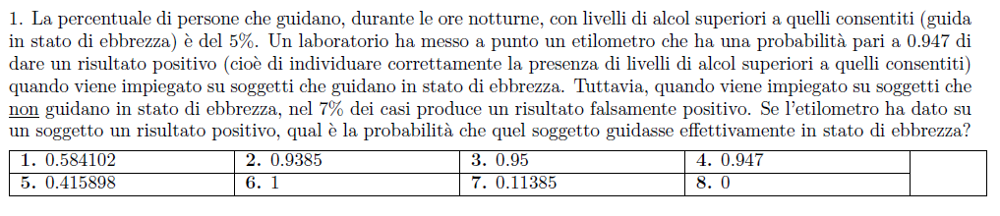 1. La percentuale di persone che guidano, durante le ore notturne, con livelli di alcol superiori a quelli consentiti (guida
in stato di ebbrezza) è del 5%. Un laboratorio ha messo a punto un etilometro che ha una probabilità pari a 0.947 di
dare un risultato positivo (cioè di individuare correttamente la presenza di livelli di alcol superiori a quelli consentiti)
quando viene impiegato su soggetti che guidano in stato di ebbrezza. Tuttavia, quando viene impiegato su soggetti che
non guidano in stato di ebbrezza, nel 7% dei casi produce un risultato falsamente positivo. Se l'etilometro ha dato su
un soggetto un risultato positivo, qual è la probabilità che quel soggetto guidasse effettivamente in stato di ebbrezza?
1. 0.584102 2. 0.9385 3. 0.95 4. 0.947
5. 0.415898 6. 1 7. 0.11385 8. 0